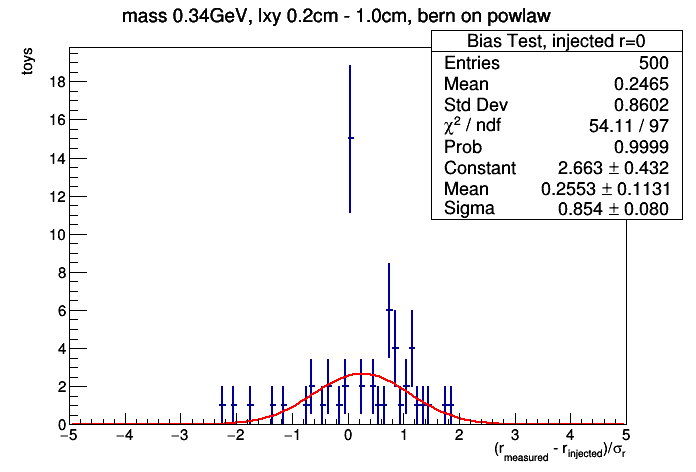 mass 0.34GeV, lxy 0.2cm - 1.0cm, bern on powlaw
Bias Test, injected r=0
Entries 500
Mean 0.2465
Std Dev 0.8602
χ² / ndf 54.11 / 97
Prob 0.9999
Constant 2.663 ± 0.432
Mean 0.2553 ± 0.1131
Sigma 0.854 ± 0.080
toys
18
16
14
12
10
8
6
4
2
0
−5 −4 −3 −2 −1 0 1 2 3 4 5
(r_measured - r_injected)/σ_r